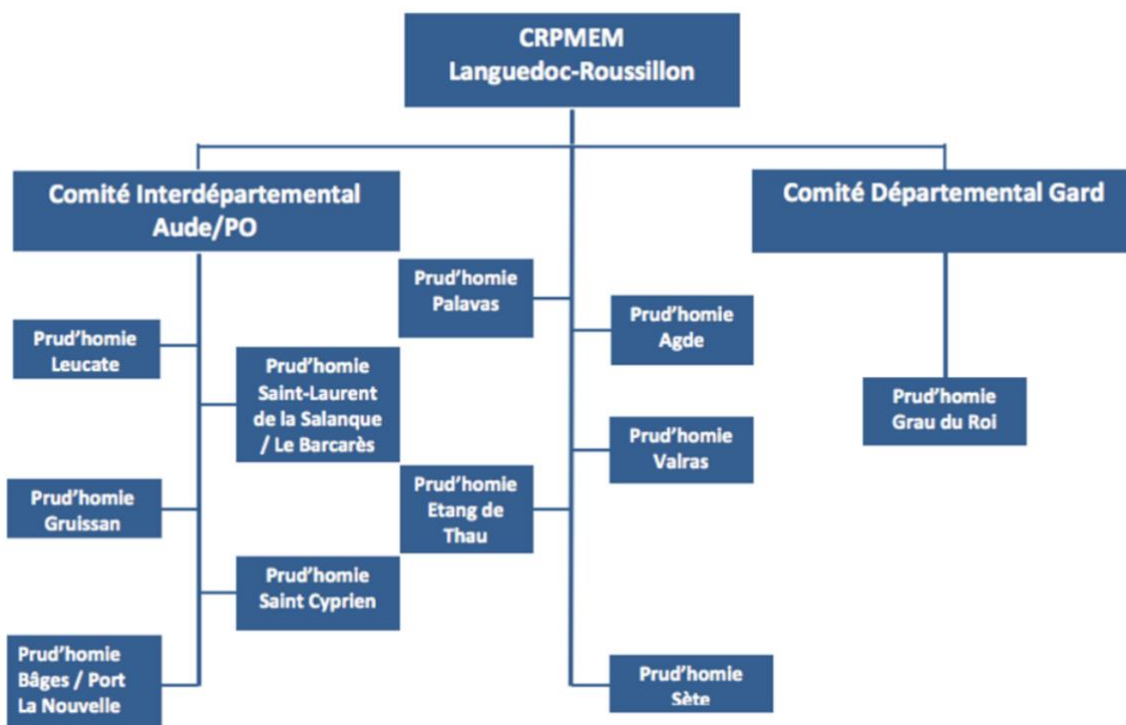 CRPMEM
Languedoc-Roussillon
Comité Interdépartemental
Aude/PO
Comité Départemental Gard
Prud'homie
Palavas
Prud'homie
Agde
Prud'homie
Leucate
Prud'homie
Saint-Laurent
de la Salanque
/ Le Barcarès
Prud'homie
Grau du Roi
Prud'homie
Valras
Prud'homie
Gruissan
Prud'homie
Etang de
Thau
Prud'homie
Saint Cyprien
Prud'homie
Bâges / Port
La Nouvelle
Prud'homie
Sète